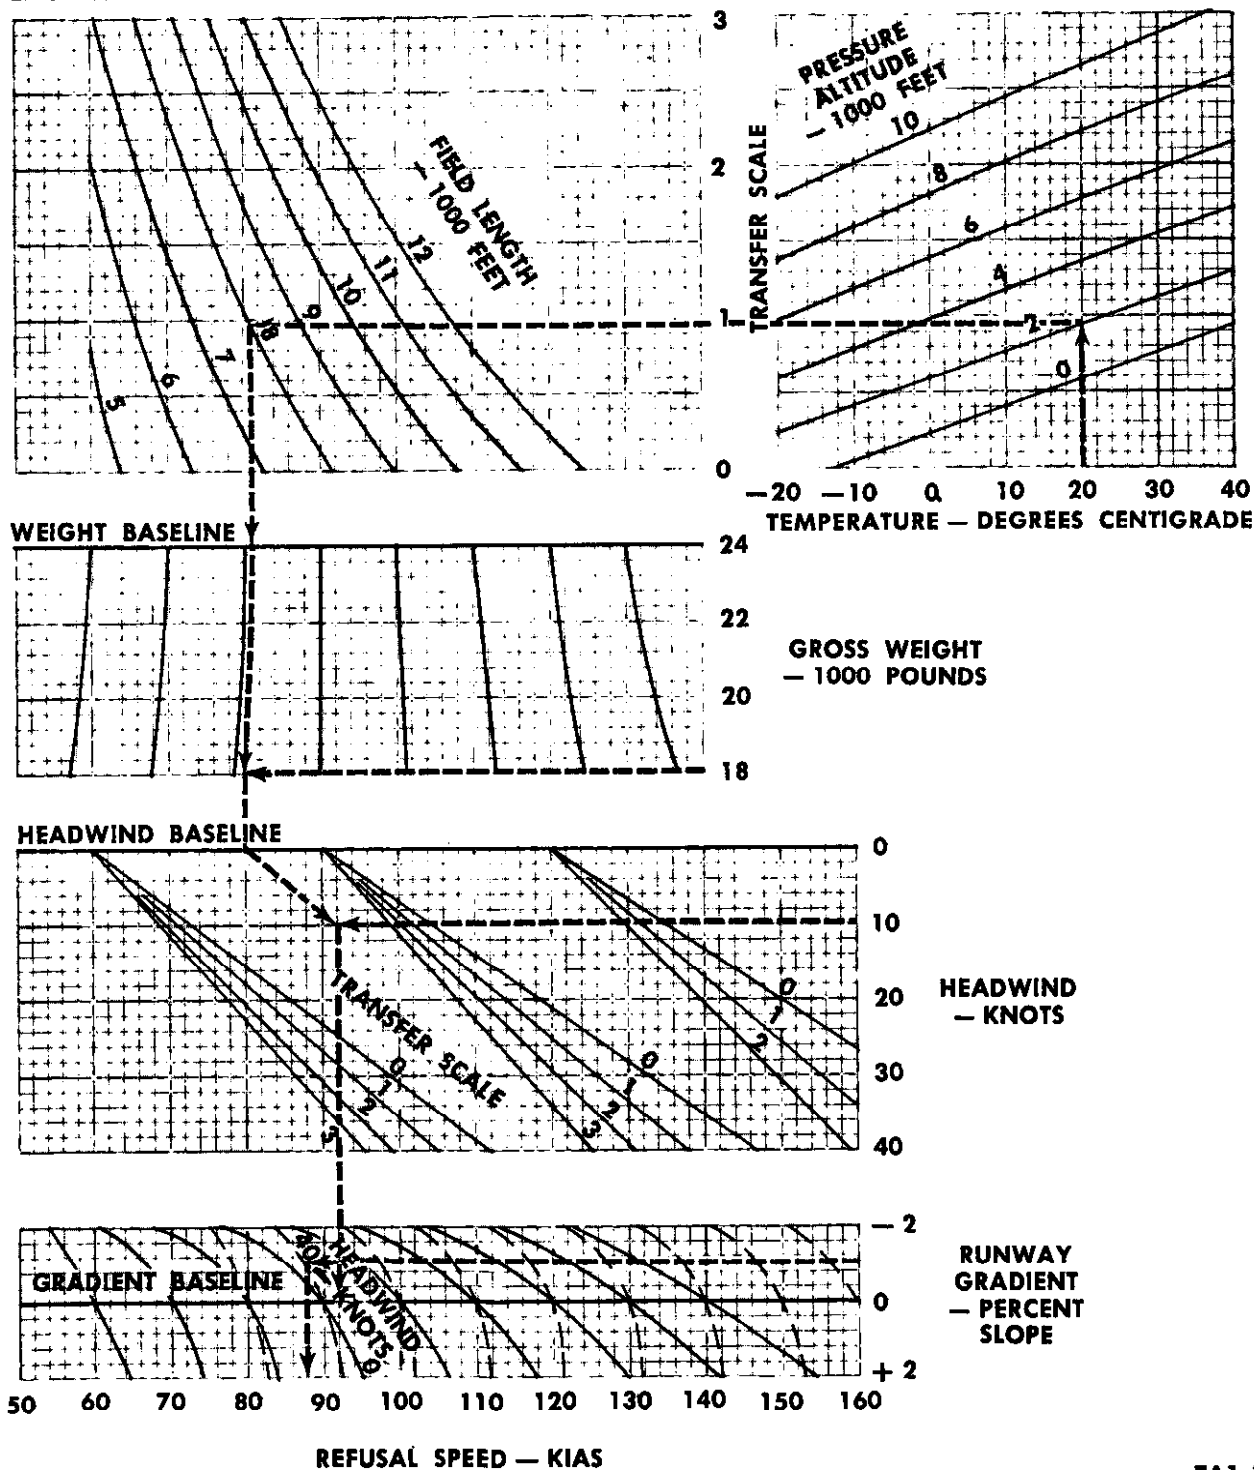 3
2
1
0
TRANSFER SCALE
FIELD LENGTH
— 1000 FEET
5
6
7
8
9
10
11
12
PRESSURE
ALTITUDE
— 1000 FEET
10
8
6
4
2
0
—20 —10 0 10 20 30 40
TEMPERATURE — DEGREES CENTIGRADE
WEIGHT BASELINE
24
22
20
18
GROSS WEIGHT
— 1000 POUNDS
HEADWIND BASELINE
0
10
20
30
40
HEADWIND
— KNOTS
TRANSFER SCALE
0
1
2
3
0
1
2
3
0
1
2
GRADIENT BASELINE
40
HEADWIND
KNOTS
0
— 2
0
+ 2
RUNWAY
GRADIENT
— PERCENT
SLOPE
50 60 70 80 90 100 110 120 130 140 150 160
REFUSAL SPEED — KIAS